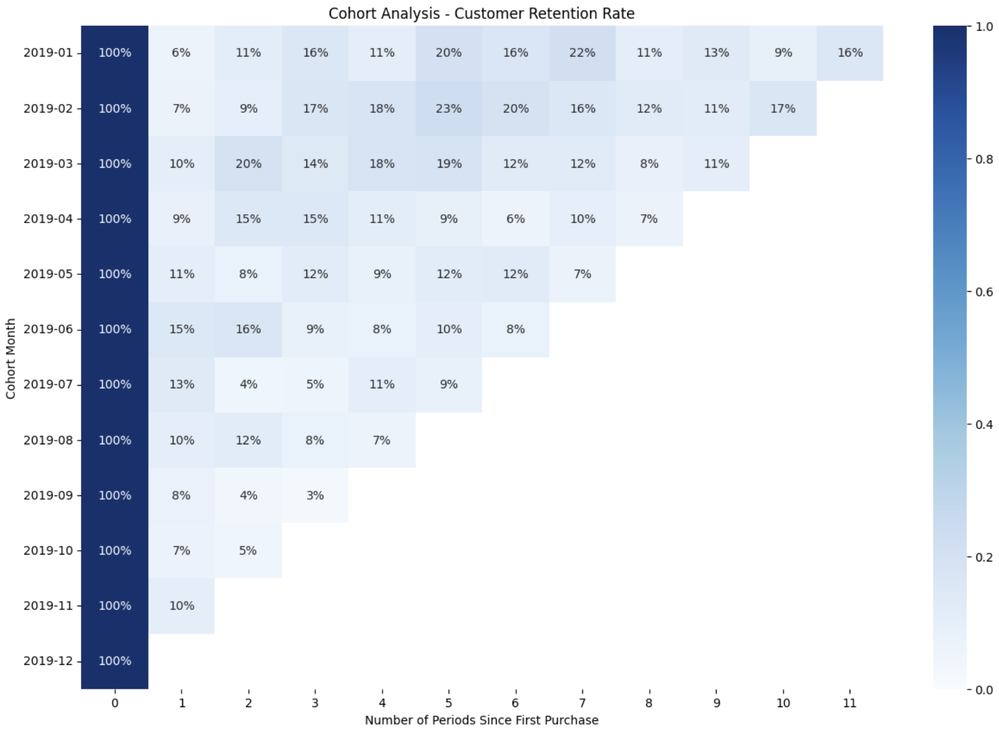 Cohort Analysis - Customer Retention Rate
2019-01 100% 6% 11% 16% 11% 20% 16% 22% 11% 13% 9% 16%
2019-02 100% 7% 9% 17% 18% 23% 20% 16% 12% 11% 17%
2019-03 100% 10% 20% 14% 18% 19% 12% 12% 8% 11%
2019-04 100% 9% 15% 15% 11% 9% 6% 10% 7%
2019-05 100% 11% 8% 12% 9% 12% 12% 7%
2019-06 100% 15% 16% 9% 8% 10% 8%
2019-07 100% 13% 4% 5% 11% 9%
2019-08 100% 10% 12% 8% 7%
2019-09 100% 8% 4% 3%
2019-10 100% 7% 5%
2019-11 100% 10%
2019-12 100%
0 1 2 3 4 5 6 7 8 9 10 11
Number of Periods Since First Purchase
Cohort Month
1.0
0.8
0.6
0.4
0.2
0.0